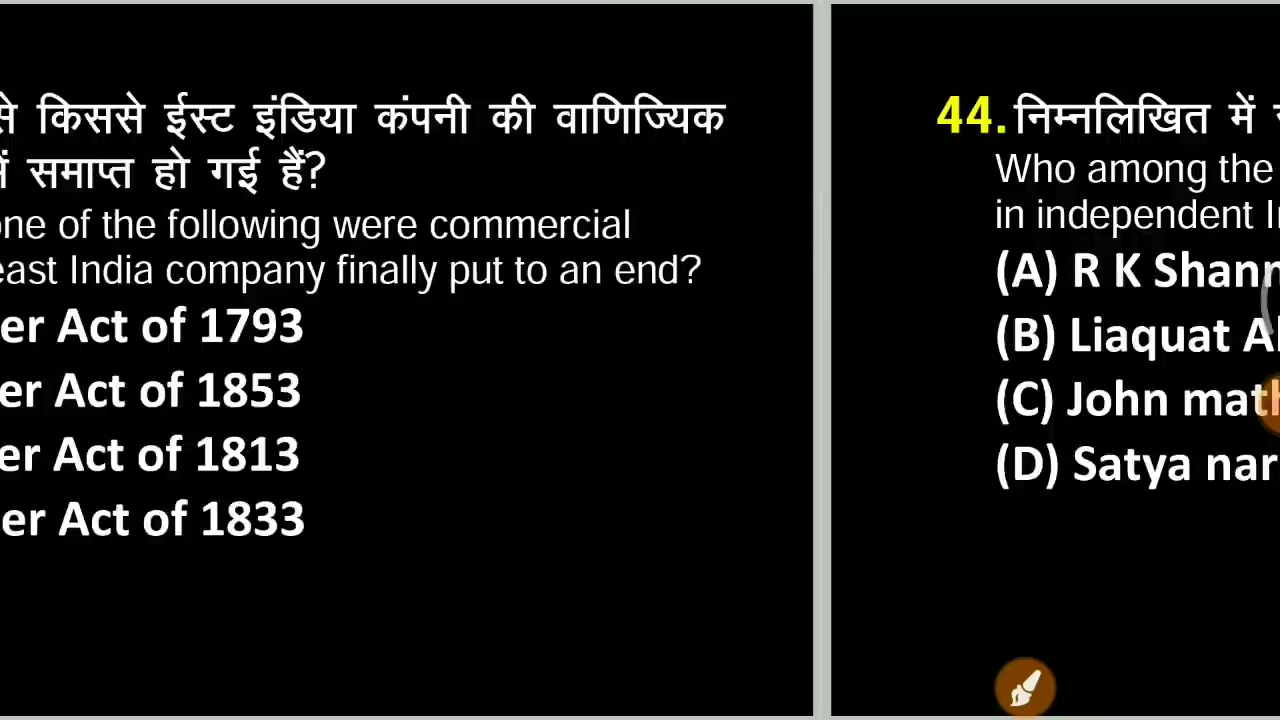 से किससे ईस्ट इंडिया कंपनी की वाणिज्यिक
में समाप्त हो गई हैं?
one of the following were commercial
east India company finally put to an end?
er Act of 1793
er Act of 1853
er Act of 1813
er Act of 1833
44. निम्नलिखित में
Who among the
in independent
(A) R K Shann
(B) Liaquat
(C) John math
(D) Satya nar